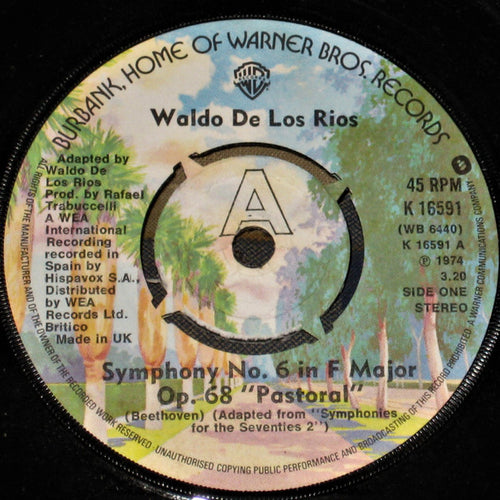 BURBANK, HOME OF WARNER BROS. RECORDS
WB
Waldo De Los Rios
Adapted by
Waldo De
Los Rios
Prod. by Rafael
Trabuccelli
A WEA
International
Recording
recorded in
Spain by
Hispavox S.A.,
Distributed
by WEA
Records Ltd.
Britico
Made in UK
A
45 RPM
K 16591
(WB 6440)
K 16591 A
℗ 1974
3.20
SIDE ONE
STEREO
Symphony No. 6 in F Major
Op. 68 "Pastoral"
(Beethoven) (Adapted from "Symphonies
for the Seventies 2")
ALL RIGHTS OF THE MANUFACTURER AND OF THE OWNER OF THE RECORDED WORK RESERVED. UNAUTHORISED COPYING PUBLIC PERFORMANCE AND BROADCASTING OF THIS RECORD PROHIBITED.
A WARNER COMMUNICATIONS COMPANY